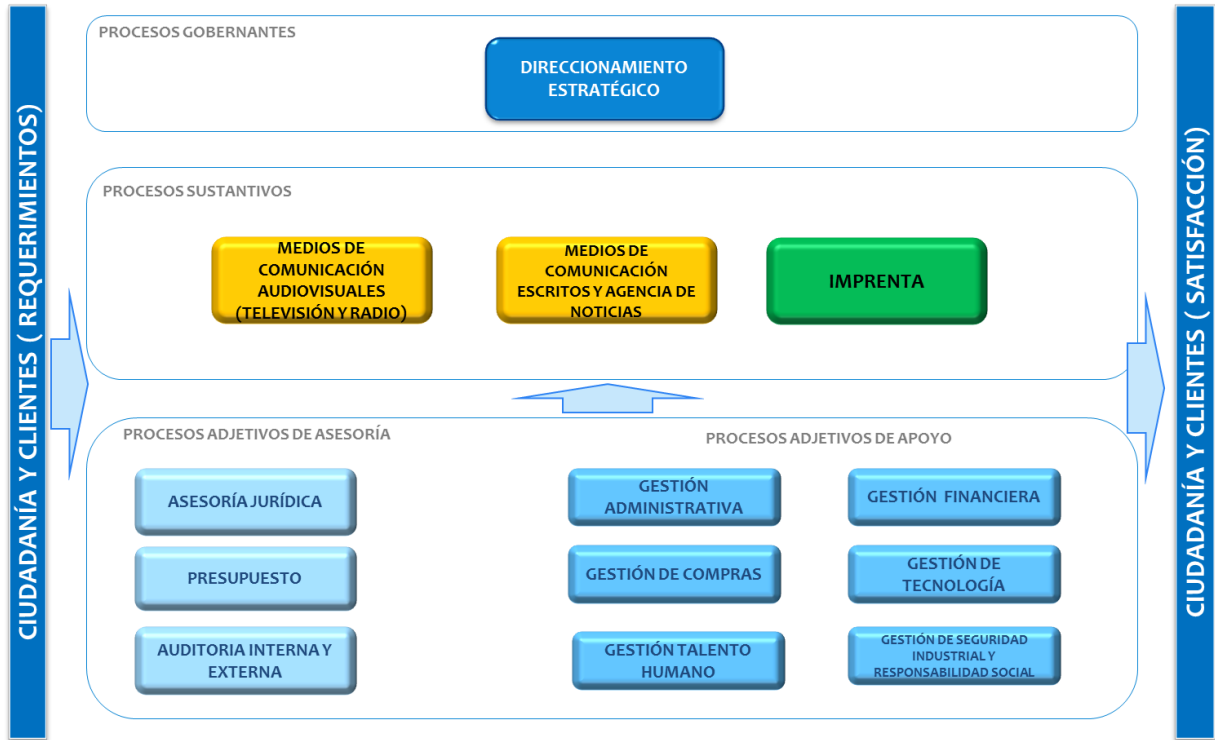 CIUDADANÍA Y CLIENTES ( REQUERIMIENTOS)
PROCESOS GOBERNANTES
DIRECCIONAMIENTO
ESTRATÉGICO
PROCESOS SUSTANTIVOS
MEDIOS DE
COMUNICACIÓN
AUDIOVISUALES
(TELEVISIÓN Y RADIO)
MEDIOS DE
COMUNICACIÓN
ESCRITOS Y AGENCIA DE
NOTICIAS
IMPRENTA
PROCESOS ADJETIVOS DE ASESORÍA
ASESORÍA JURÍDICA
PRESUPUESTO
AUDITORIA INTERNA Y
EXTERNA
PROCESOS ADJETIVOS DE APOYO
GESTIÓN
ADMINISTRATIVA
GESTIÓN FINANCIERA
GESTIÓN DE COMPRAS
GESTIÓN DE
TECNOLOGÍA
GESTIÓN TALENTO
HUMANO
GESTIÓN DE SEGURIDAD
INDUSTRIAL Y
RESPONSABILIDAD SOCIAL
CIUDADANÍA Y CLIENTES ( SATISFACCIÓN)